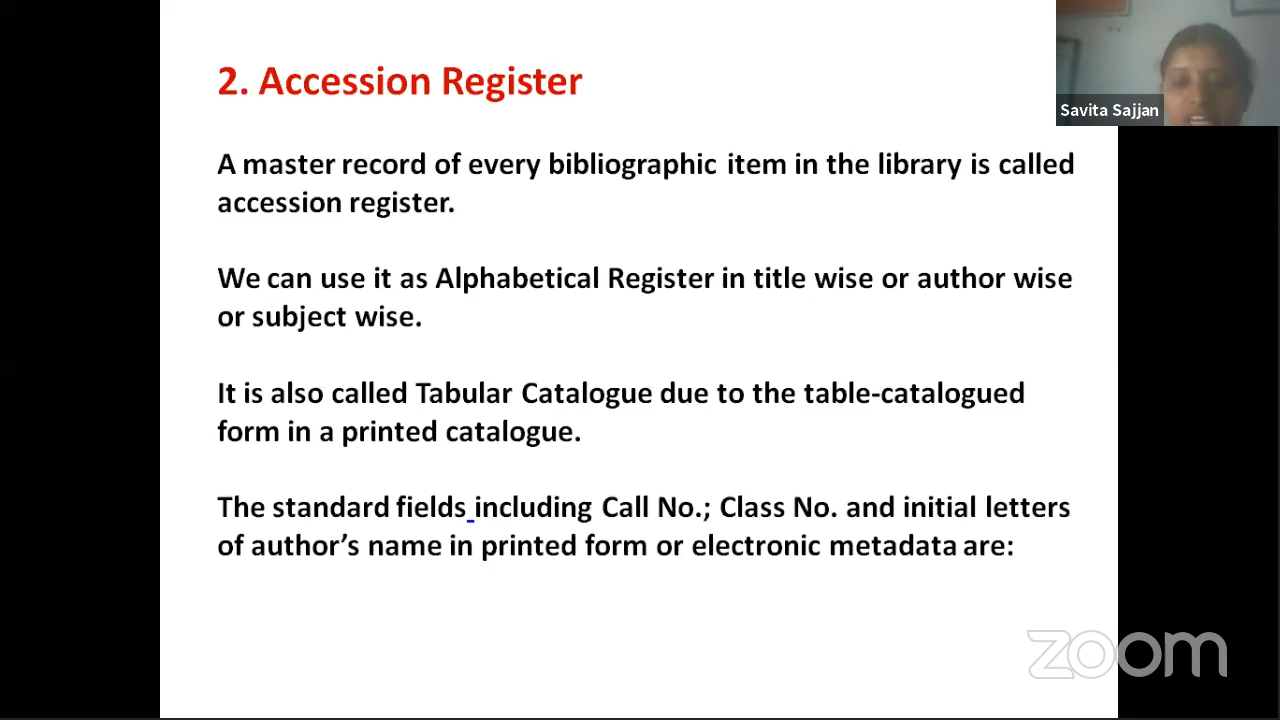 2. Accession Register
Savita Sajjan
A master record of every bibliographic item in the library is called
accession register.
We can use it as Alphabetical Register in title wise or author wise
or subject wise.
It is also called Tabular Catalogue due to the table-catalogued
form in a printed catalogue.
The standard fields including Call No.; Class No. and initial letters
of author’s name in printed form or electronic metadata are:
zoom